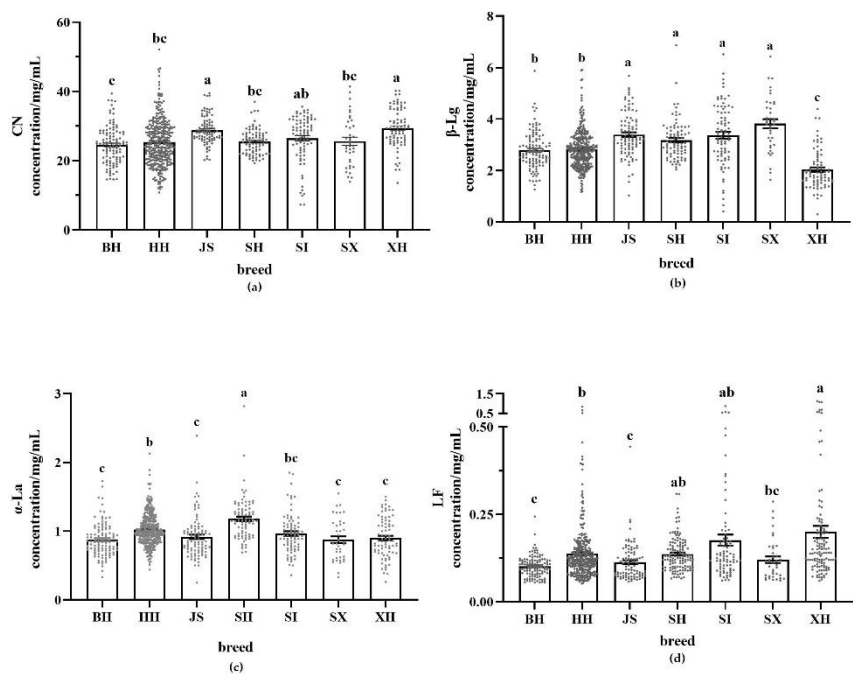 60
40
20
0
CN
concentration/mg/mL
c
bc
a
bc
ab
bc
a
BH HH JS SH SI SX XH
breed
(a)
8
6
4
2
0
β-Lg
concentration/mg/mL
b
b
a
a
a
a
c
BH HH JS SH SI SX XH
breed
(b)
3
2
1
0
α-La
concentration/mg/mL
c
b
c
a
bc
c
c
BH HH JS SH SI SX XH
breed
(c)
1.5
0.5
0.50
0.25
0.00
LF
concentration/mg/mL
c
b
c
ab
ab
bc
a
BH HH JS SH SI SX XH
breed
(d)